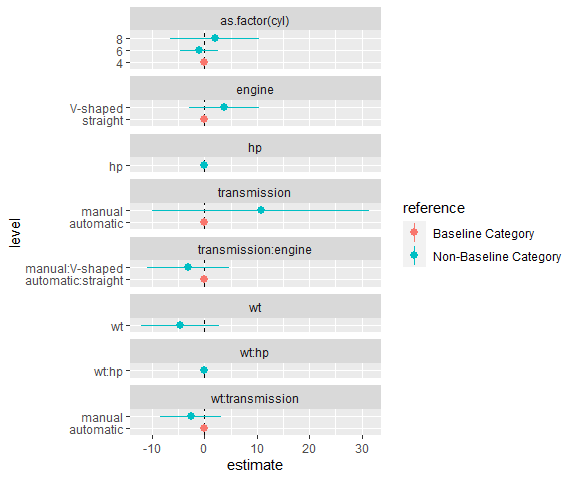 as.factor(cyl)
8
6
4
engine
V-shaped
straight
hp
hp
transmission
manual
automatic
transmission:engine
manual:V-shaped
automatic:straight
wt
wt
wt:hp
wt:hp
wt:transmission
manual
automatic
-10 0 10 20 30
estimate
level
reference
Baseline Category
Non-Baseline Category